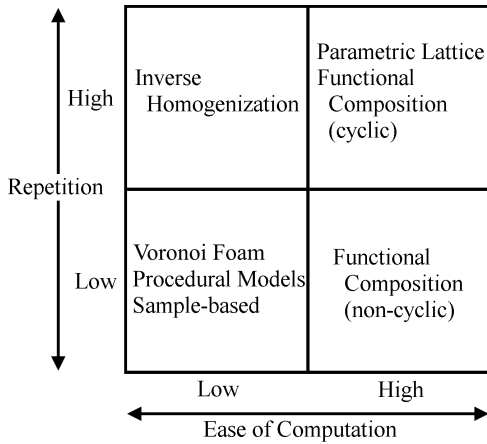 Inverse
Homogenization
Parametric Lattice
Functional
Composition
(cyclic)
High
Repetition
Voronoi Foam
Procedural Models
Sample-based
Functional
Composition
(non-cyclic)
Low
Low
High
Ease of Computation